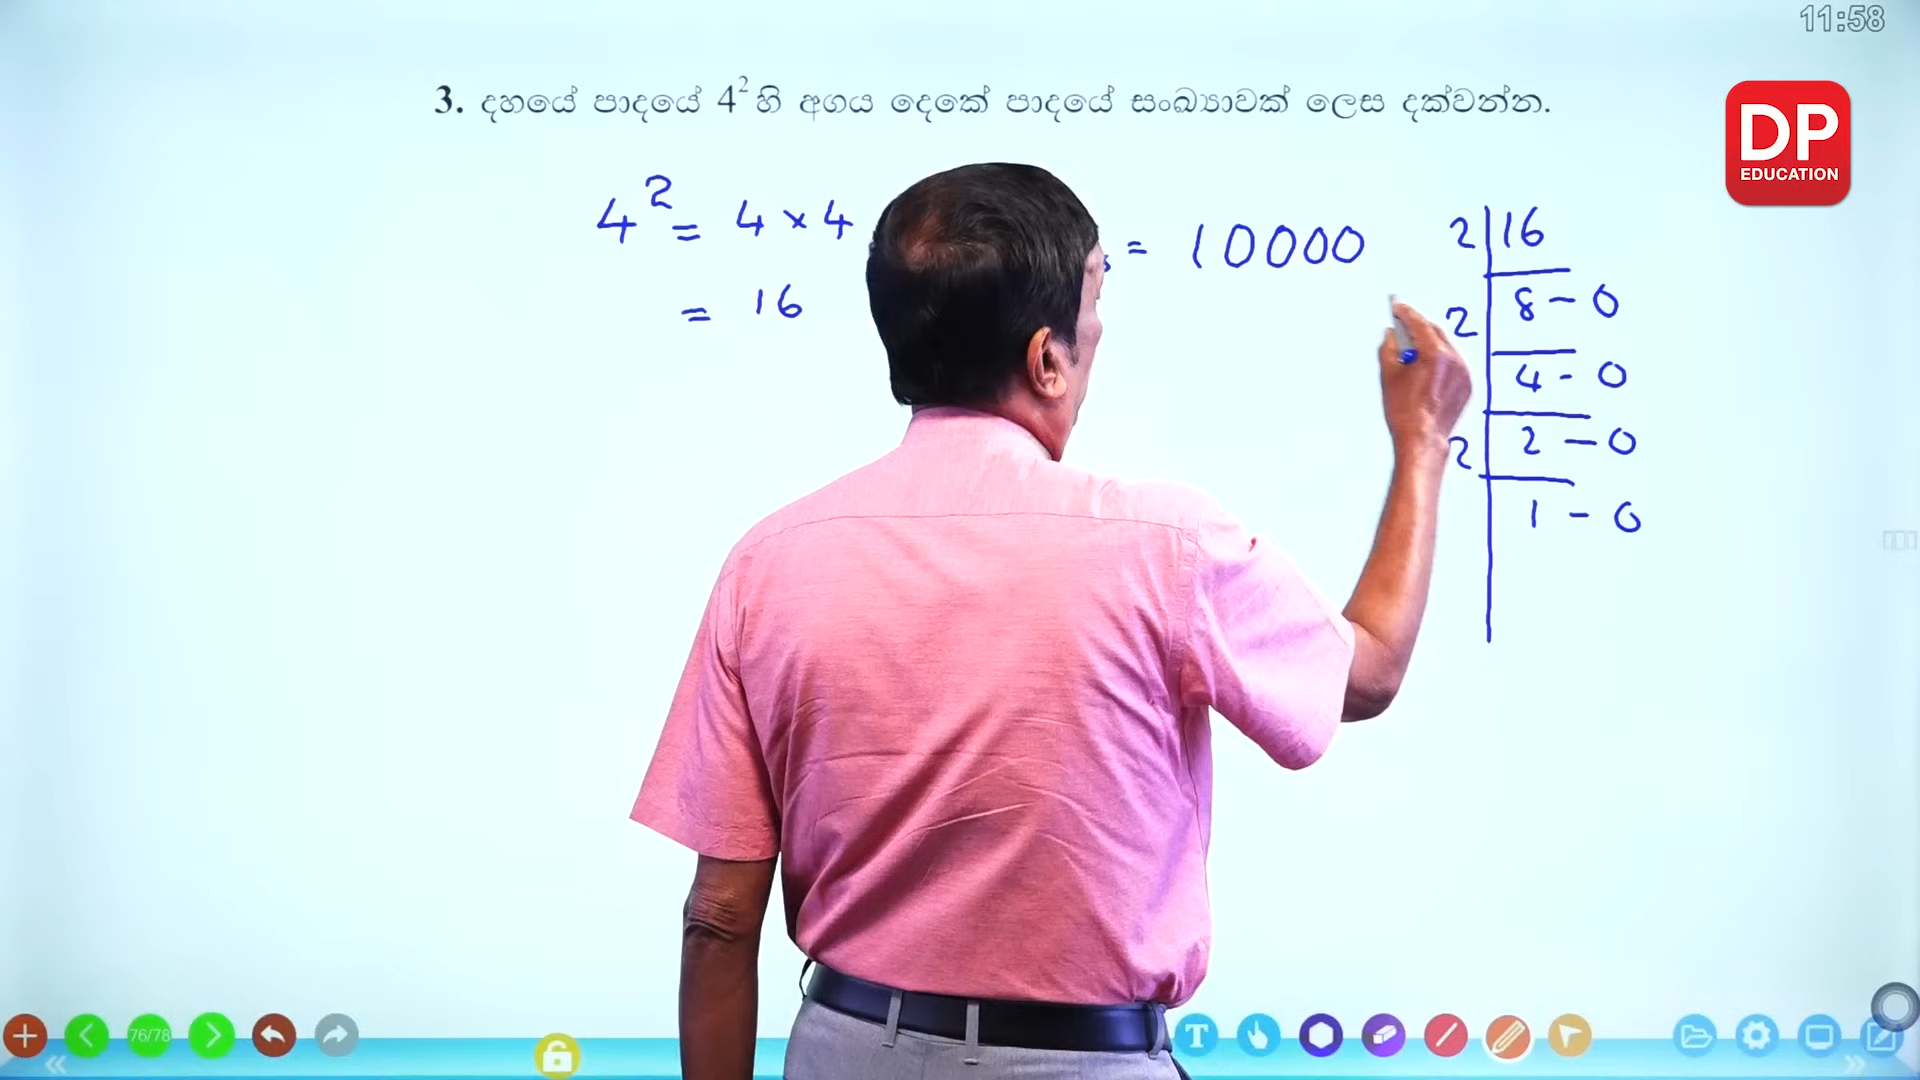 11:58
3. දහයේ පාදයේ 4² හි අගය දෙකේ පාදයේ සංඛ්‍යාවක් ලෙස දක්වන්න.
DP
EDUCATION
4² = 4 × 4
= 16
= 10000
2 16
2 8 – 0
4 - 0
2 2 – 0
1 - 0
76/78
T